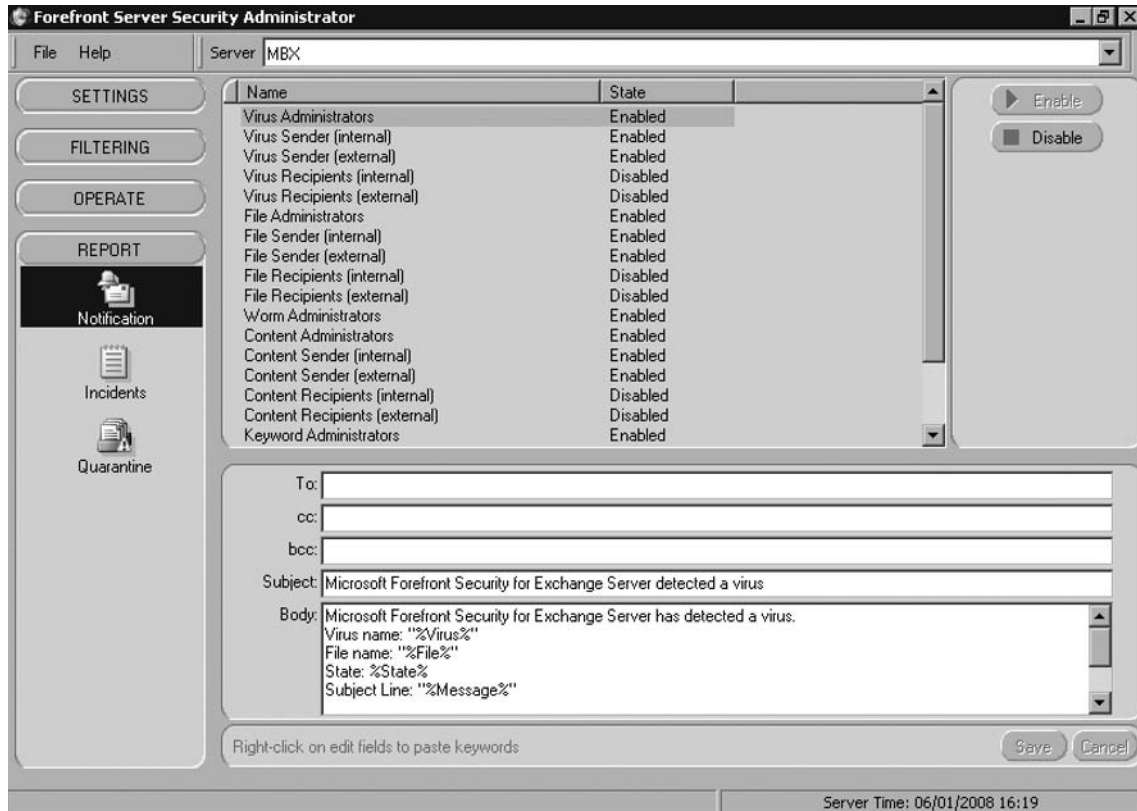 Forefront Server Security Administrator
File Help
Server MBX
SETTINGS
FILTERING
OPERATE
REPORT
Notification
Incidents
Quarantine
Name State
Virus Administrators Enabled
Virus Sender (internal) Enabled
Virus Sender (external) Enabled
Virus Recipients (internal) Disabled
Virus Recipients (external) Disabled
File Administrators Enabled
File Sender (internal) Enabled
File Sender (external) Enabled
File Recipients (internal) Disabled
File Recipients (external) Disabled
Worm Administrators Enabled
Content Administrators Enabled
Content Sender (internal) Enabled
Content Sender (external) Enabled
Content Recipients (internal) Disabled
Content Recipients (external) Disabled
Keyword Administrators Enabled
Enable
Disable
To:
cc:
bcc:
Subject: Microsoft Forefront Security for Exchange Server detected a virus
Body: Microsoft Forefront Security for Exchange Server has detected a virus.
Virus name: "%Virus%"
File name: "%File%"
State: %State%
Subject Line: "%Message%"
Right-click on edit fields to paste keywords
Save Cancel
Server Time: 06/01/2008 16:19